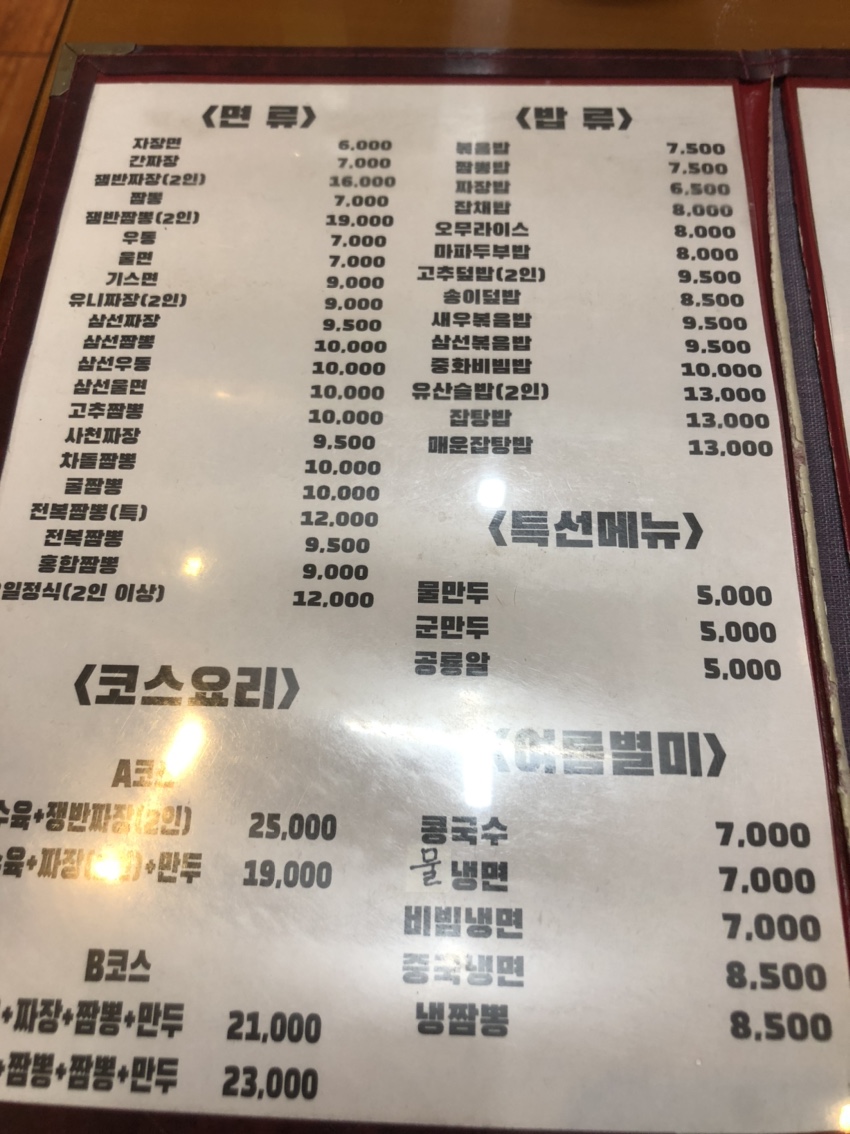 <면 류>
자장면 6,000
간짜장 7,000
쟁반짜장(2인) 16,000
짬뽕 7,000
쟁반짬뽕(2인) 19,000
우동 7,000
울면 7,000
기스면 9,000
유니짜장(2인) 9,000
삼선짜장 9,500
삼선짬뽕 10,000
삼선우동 10,000
삼선울면 10,000
고추짬뽕 10,000
사천짜장 9,500
차돌짬뽕 10,000
굴짬뽕 10,000
전복짬뽕(특) 12,000
전복짬뽕 9,500
홍합짬뽕 9,000
일정식(2인 이상) 12,000
<코스요리>
A코스
수육+쟁반짜장(2인) 25,000
육+짜장 +만두 19,000
B코스
+짜장+짬뽕+만두 21,000
+짬뽕+짬뽕+만두 23,000
<밥 류>
볶음밥 7,500
짬뽕밥 7,500
짜장밥 6,500
잡채밥 8,000
오무라이스 8,000
마파두부밥 8,000
고추덮밥(2인) 9,500
송이덮밥 8,500
새우볶음밥 9,500
삼선볶음밥 9,500
중화비빔밥 10,000
유산슬밥(2인) 13,000
잡탕밥 13,000
매운잡탕밥 13,000
<특선메뉴>
물만두 5,000
군만두 5,000
공룡알 5,000
<여름별미>
콩국수 7,000
물 냉면 7,000
비빔냉면 7,000
중국냉면 8,500
냉짬뽕 8,500